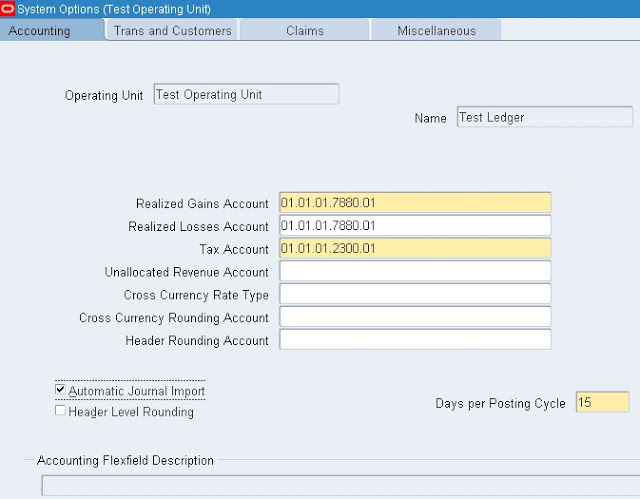 System Options (Test Operating Unit)
Accounting Trans and Customers Claims Miscellaneous
Operating Unit Test Operating Unit
Name Test Ledger
Realized Gains Account 01.01.01.7880.01
Realized Losses Account 01.01.01.7880.01
Tax Account 01.01.01.2300.01
Unallocated Revenue Account
Cross Currency Rate Type
Cross Currency Rounding Account
Header Rounding Account
Automatic Journal Import
Header Level Rounding
Days per Posting Cycle 15
Accounting Flexfield Description